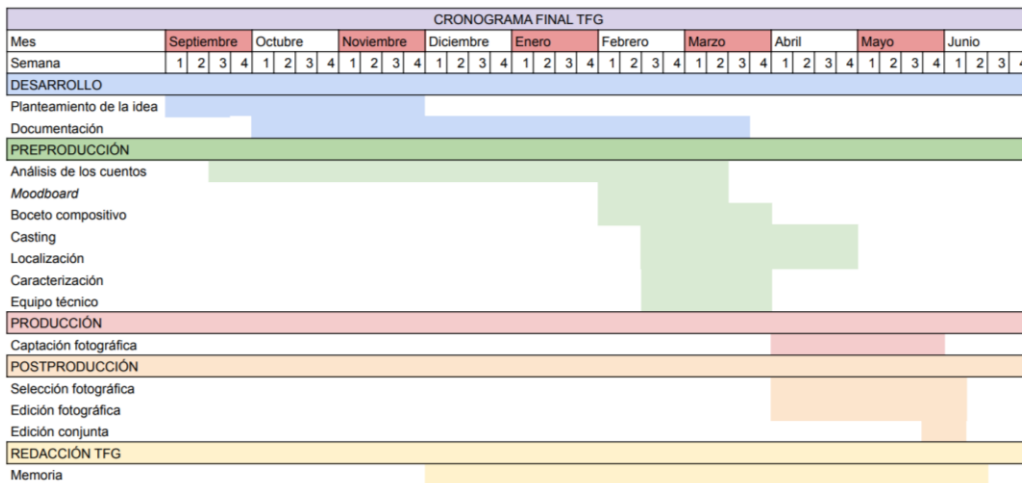 CRONOGRAMA FINAL TFG
Mes Septiembre Octubre Noviembre Diciembre Enero Febrero Marzo Abril Mayo Junio
Semana 1 2 3 4 1 2 3 4 1 2 3 4 1 2 3 4 1 2 3 4 1 2 3 4 1 2 3 4 1 2 3 4 1 2 3 4 1 2 3 4
DESARROLLO
Planteamiento de la idea
Documentación
PREPRODUCCIÓN
Análisis de los cuentos
Moodboard
Boceto compositivo
Casting
Localización
Caracterización
Equipo técnico
PRODUCCIÓN
Captación fotográfica
POSTPRODUCCIÓN
Selección fotográfica
Edición fotográfica
Edición conjunta
REDACCIÓN TFG
Memoria